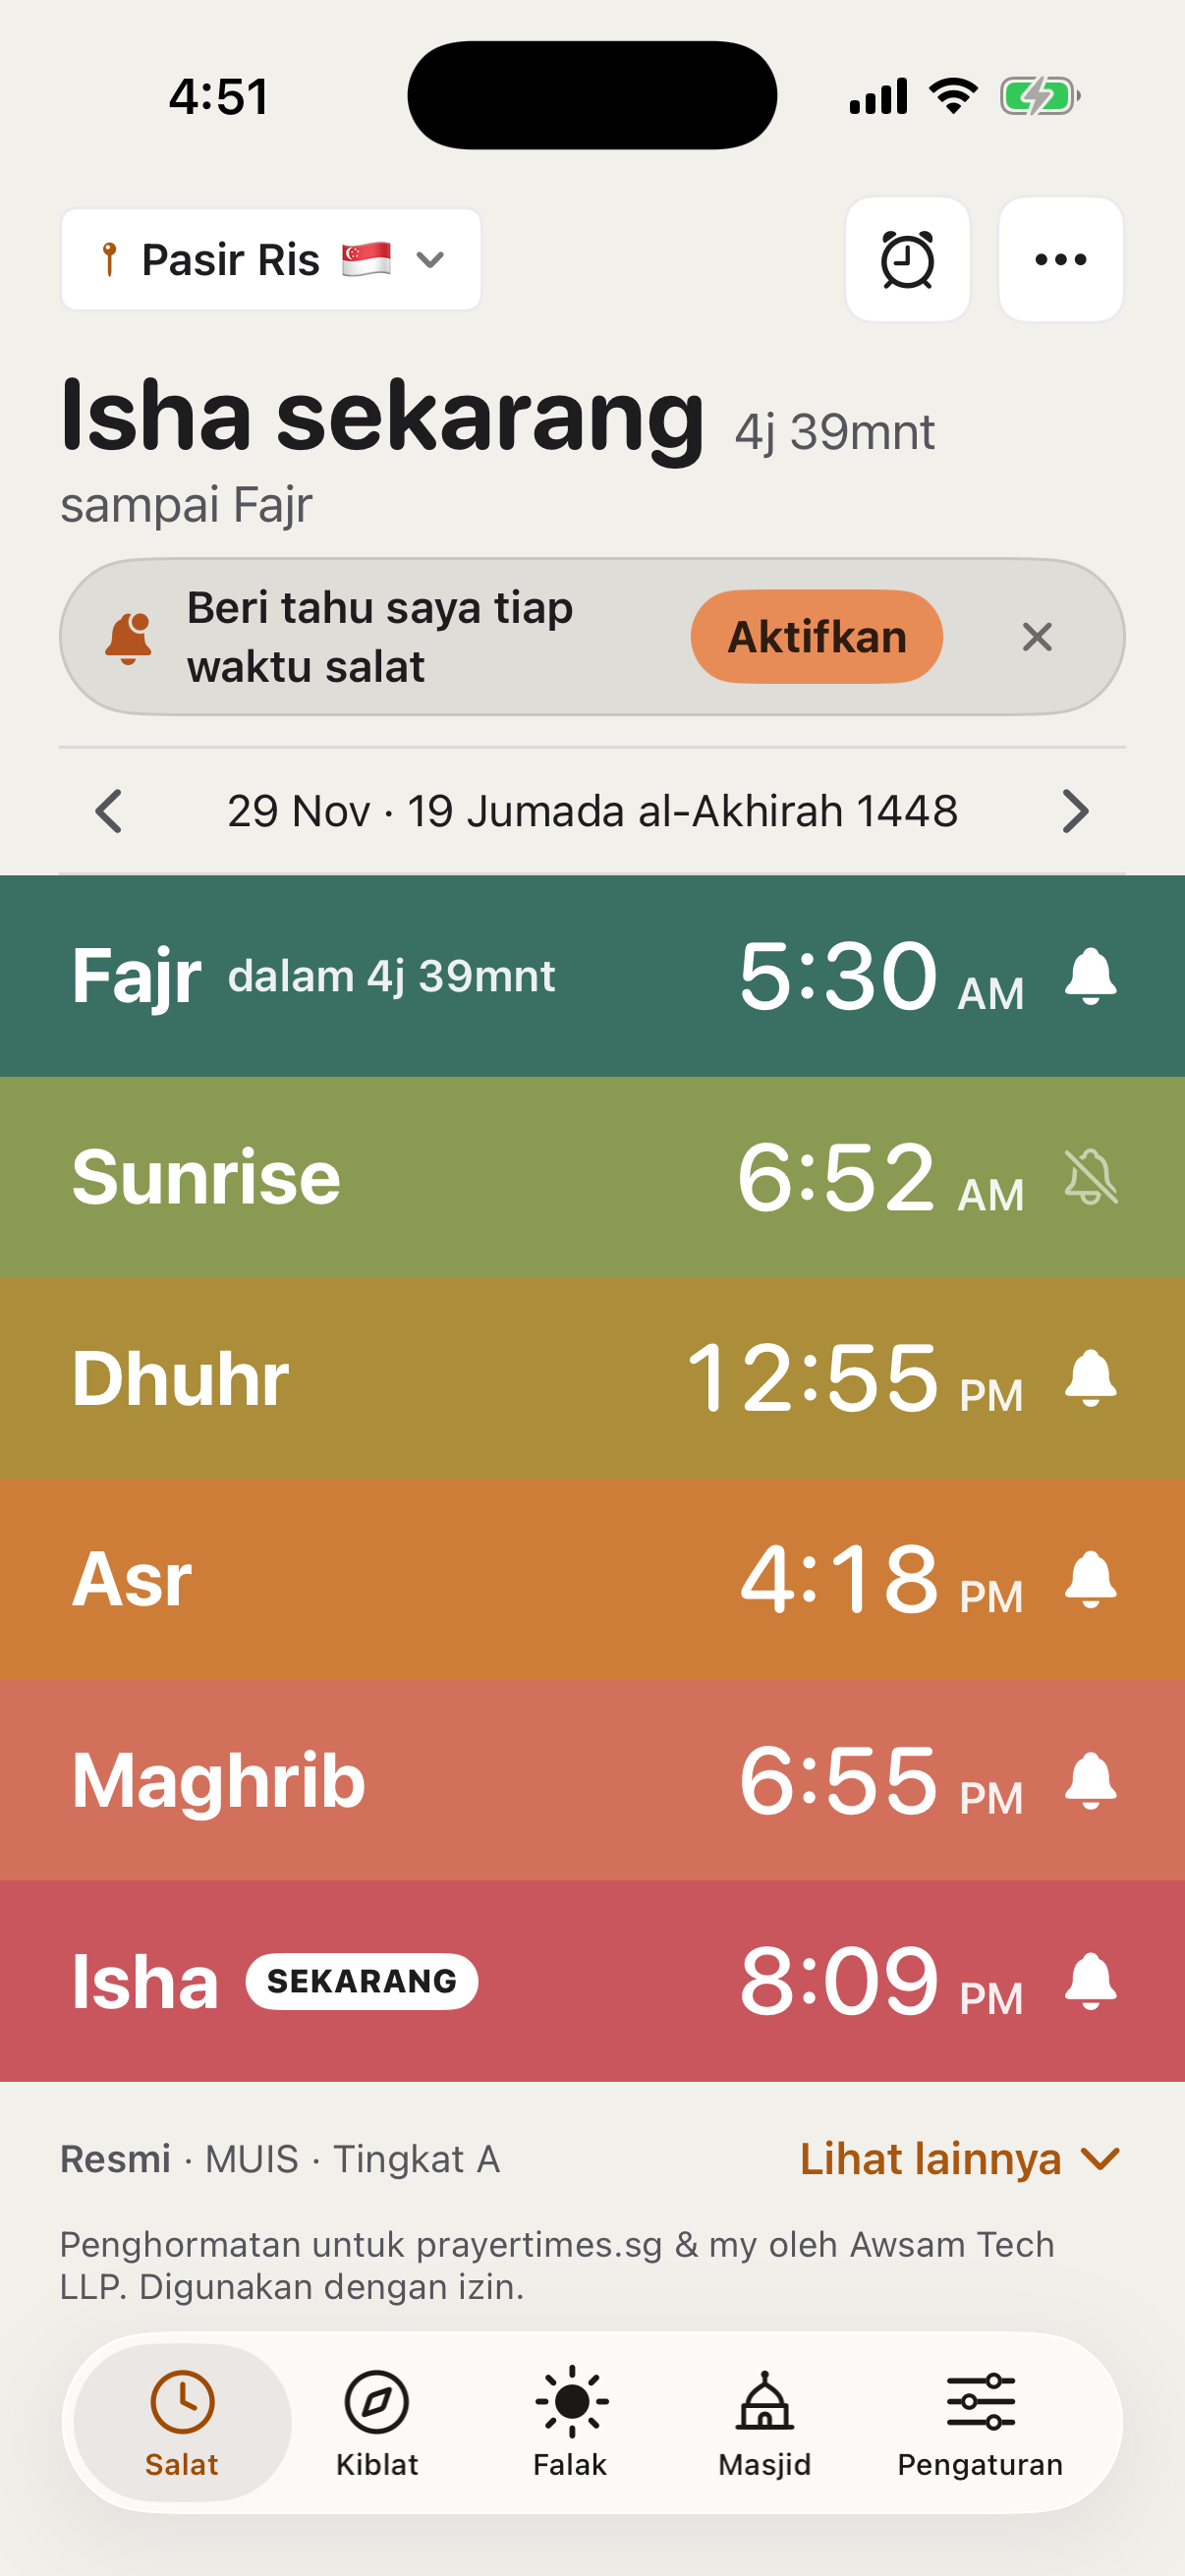 4:51
Pasir Ris
Isha sekarang 4j 39mnt
sampai Fajr
Beri tahu saya tiap
waktu salat
Aktifkan
29 Nov · 19 Jumada al-Akhirah 1448
Fajr dalam 4j 39mnt 5:30 AM
Sunrise 6:52 AM
Dhuhr 12:55 PM
Asr 4:18 PM
Maghrib 6:55 PM
Isha SEKARANG 8:09 PM
Resmi · MUIS · Tingkat A
Lihat lainnya
Penghormatan untuk prayertimes.sg & my oleh Awsam Tech
LLP. Digunakan dengan izin.
Salat Kiblat Falak Masjid Pengaturan